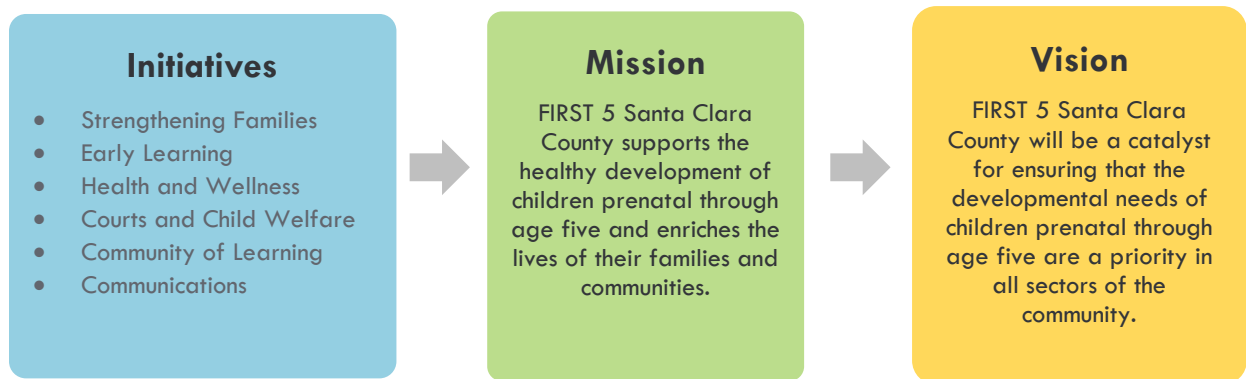 Initiatives
• Strengthening Families
• Early Learning
• Health and Wellness
• Courts and Child Welfare
• Community of Learning
• Communications
Mission
FIRST 5 Santa Clara
County supports the
healthy development of
children prenatal through
age five and enriches the
lives of their families and
communities.
Vision
FIRST 5 Santa Clara
County will be a catalyst
for ensuring that the
developmental needs of
children prenatal through
age five are a priority in
all sectors of the
community.